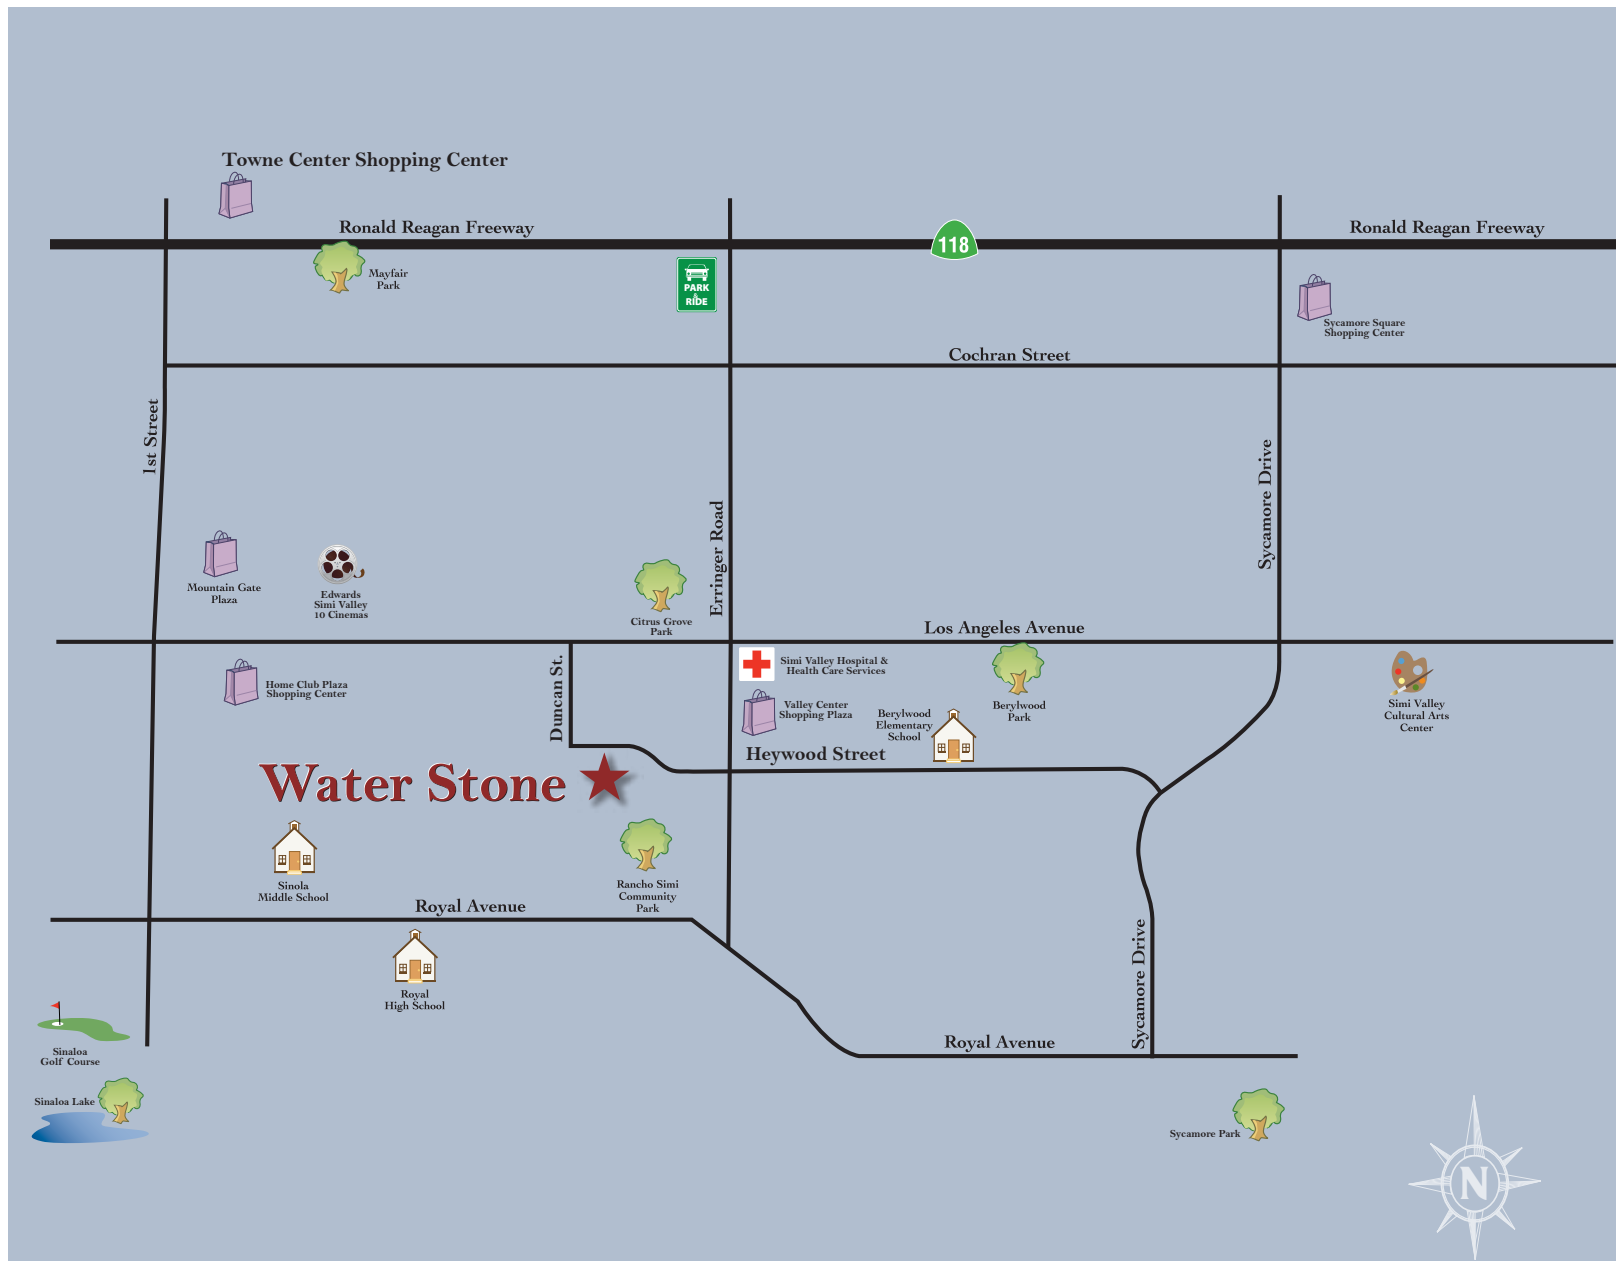 Towne Center Shopping Center
Ronald Reagan Freeway
118
Ronald Reagan Freeway
Mayfair
Park
PARK
&
RIDE
Sycamore Square
Shopping Center
Cochran Street
1st Street
Erringer Road
Sycamore Drive
Mountain Gate
Plaza
Edwards
Simi Valley
10 Cinemas
Citrus Grove
Park
Los Angeles Avenue
Duncan St.
Home Club Plaza
Shopping Center
Simi Valley Hospital &
Health Care Services
Valley Center
Shopping Plaza
Berylwood
Elementary
School
Berylwood
Park
Simi Valley
Cultural Arts
Center
Heywood Street
Water Stone
Sinola
Middle School
Rancho Simi
Community
Park
Royal Avenue
Royal
High School
Sycamore Drive
Sinaloa
Golf Course
Royal Avenue
Sinaloa Lake
Sycamore Park
N